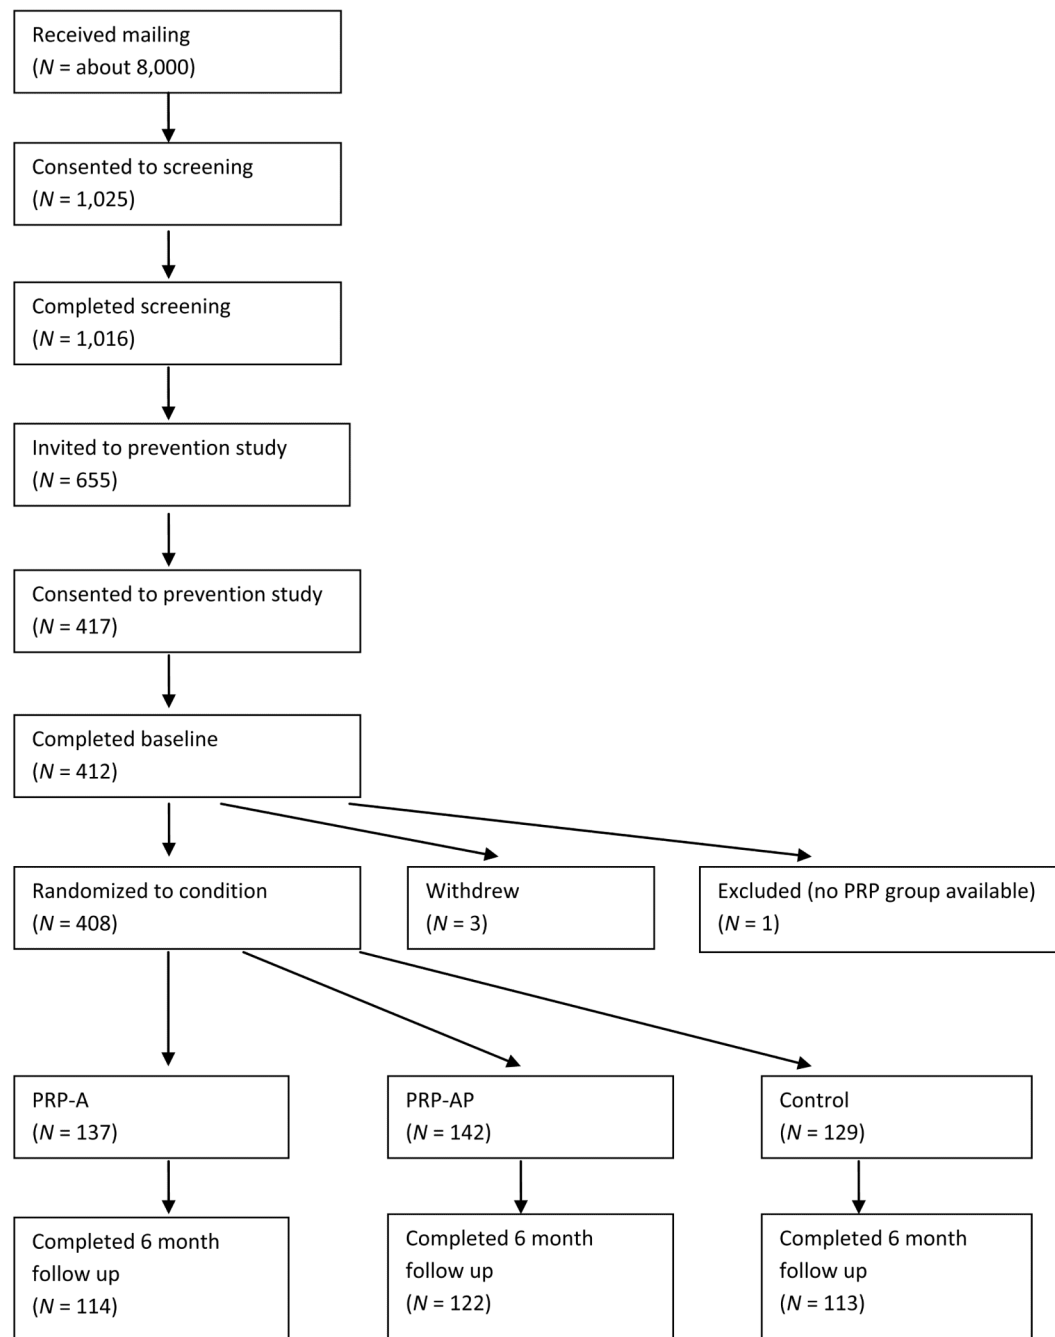 Received mailing
(N = about 8,000)
Consented to screening
(N = 1,025)
Completed screening
(N = 1,016)
Invited to prevention study
(N = 655)
Consented to prevention study
(N = 417)
Completed baseline
(N = 412)
Randomized to condition
(N = 408)
Withdrew
(N = 3)
Excluded (no PRP group available)
(N = 1)
PRP-A
(N = 137)
PRP-AP
(N = 142)
Control
(N = 129)
Completed 6 month
follow up
(N = 114)
Completed 6 month
follow up
(N = 122)
Completed 6 month
follow up
(N = 113)